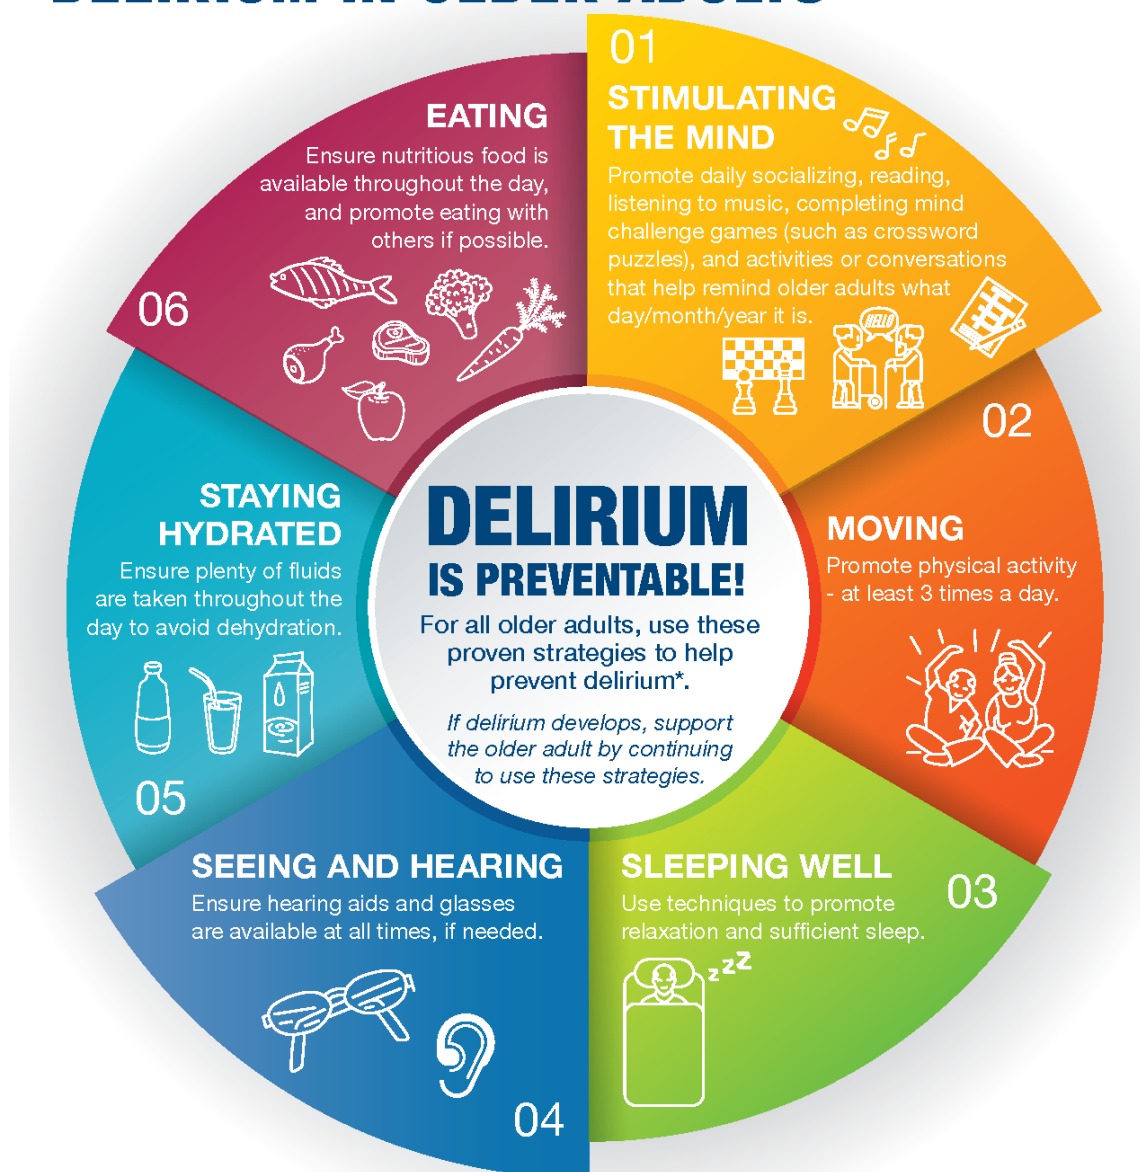 DELIRIUM IN OLDER ADULTS
01
STIMULATING
THE MIND
Promote daily socializing, reading,
listening to music, completing mind
challenge games (such as crossword
puzzles), and activities or conversations
that help remind older adults what
day/month/year it is.
HELLO
02
MOVING
Promote physical activity
- at least 3 times a day.
03
SLEEPING WELL
Use techniques to promote
relaxation and sufficient sleep.
zzZ
04
SEEING AND HEARING
Ensure hearing aids and glasses
are available at all times, if needed.
05
STAYING
HYDRATED
Ensure plenty of fluids
are taken throughout the
day to avoid dehydration.
06
EATING
Ensure nutritious food is
available throughout the day,
and promote eating with
others if possible.
DELIRIUM
IS PREVENTABLE!
For all older adults, use these
proven strategies to help
prevent delirium*.
If delirium develops, support
the older adult by continuing
to use these strategies.